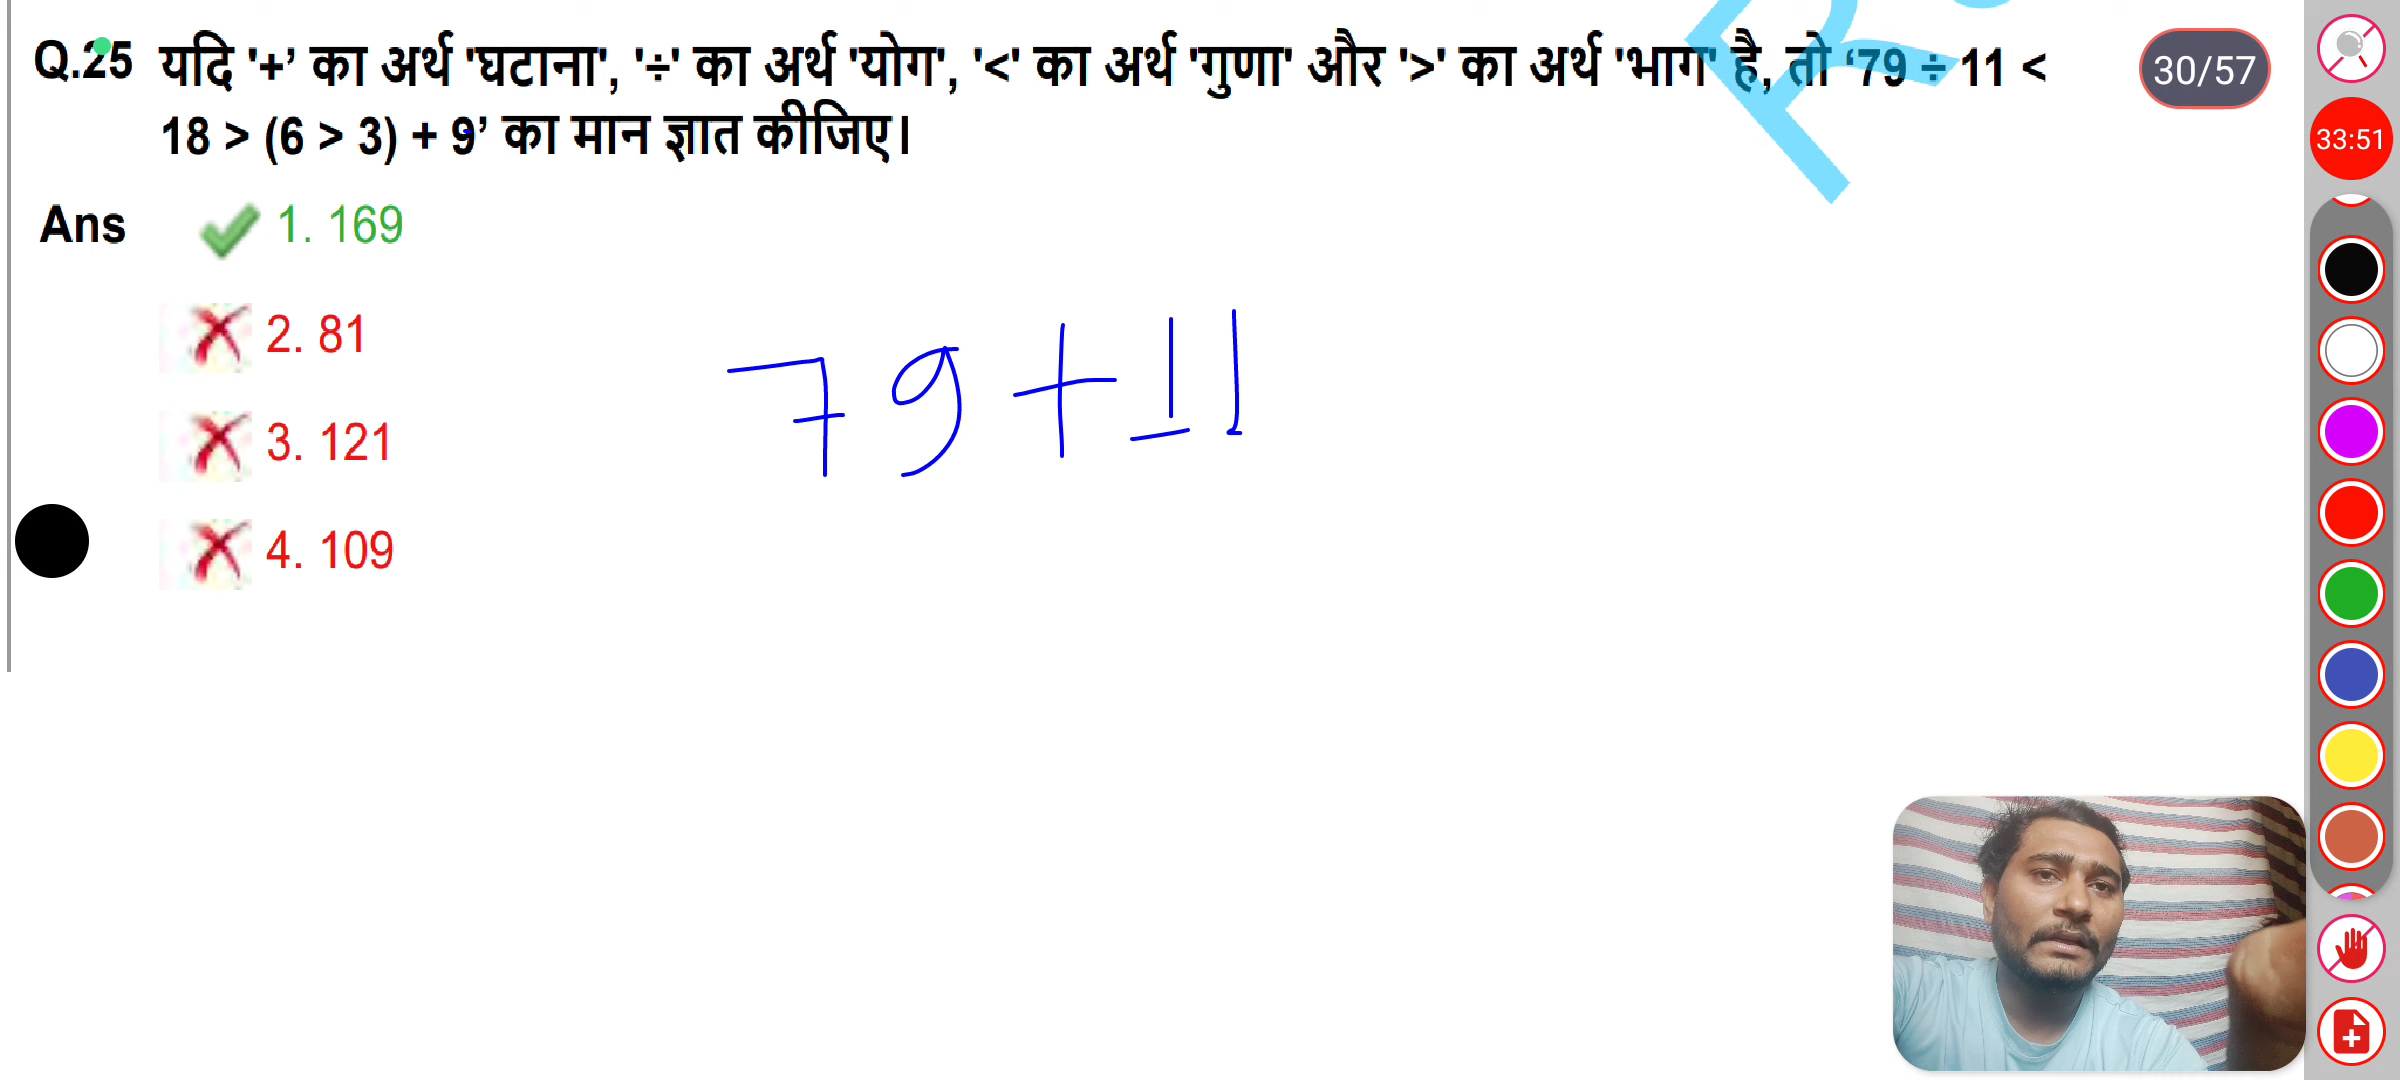 Q.25 यदि '+’ का अर्थ 'घटाना', '÷' का अर्थ 'योग', '<' का अर्थ 'गुणा' और '>' का अर्थ 'भाग' है, तो ‘79 ÷ 11 <
18 > (6 > 3) + 9’ का मान ज्ञात कीजिए।
30/57
33:51
Ans 1. 169
2. 81
3. 121
4. 109
79+11